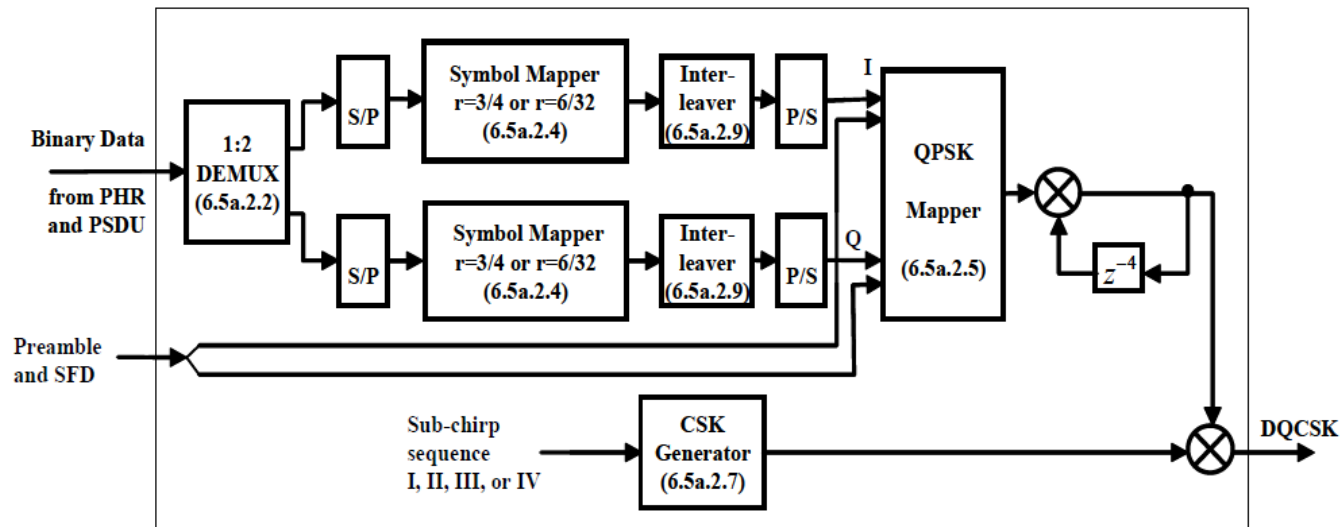 Binary Data
from PHR
and PSDU
1:2
DEMUX
(6.5a.2.2)
S/P
Symbol Mapper
r=3/4 or r=6/32
(6.5a.2.4)
Inter-
leaver
(6.5a.2.9)
P/S
I
S/P
Symbol Mapper
r=3/4 or r=6/32
(6.5a.2.4)
Inter-
leaver
(6.5a.2.9)
P/S
Q
QPSK
Mapper
(6.5a.2.5)
z⁻⁴
Preamble
and SFD
Sub-chirp
sequence
I, II, III, or IV
CSK
Generator
(6.5a.2.7)
DQCSK